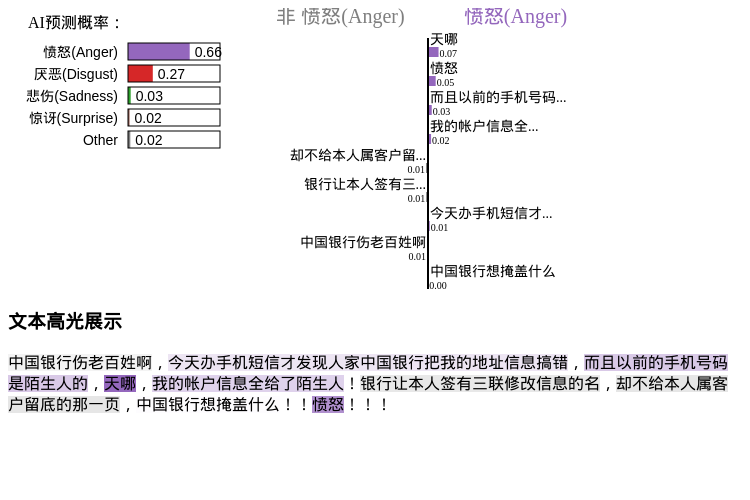 AI预测概率：
愤怒(Anger) 0.66
厌恶(Disgust) 0.27
悲伤(Sadness) 0.03
惊讶(Surprise) 0.02
Other 0.02
非 愤怒(Anger) 愤怒(Anger)
天哪
0.07
愤怒
0.05
而且以前的手机号码...
0.03
我的帐户信息全...
0.02
却不给本人属客户留...
0.01
银行让本人签有三...
0.01
今天办手机短信才...
0.01
中国银行伤老百姓啊
0.01
中国银行想掩盖什么
0.00
文本高光展示
中国银行伤老百姓啊，今天办手机短信才发现人家中国银行把我的地址信息搞错，而且以前的手机号码
是陌生人的，天哪，我的帐户信息全给了陌生人！银行让本人签有三联修改信息的名，却不给本人属客
户留底的那一页，中国银行想掩盖什么！！愤怒！！！